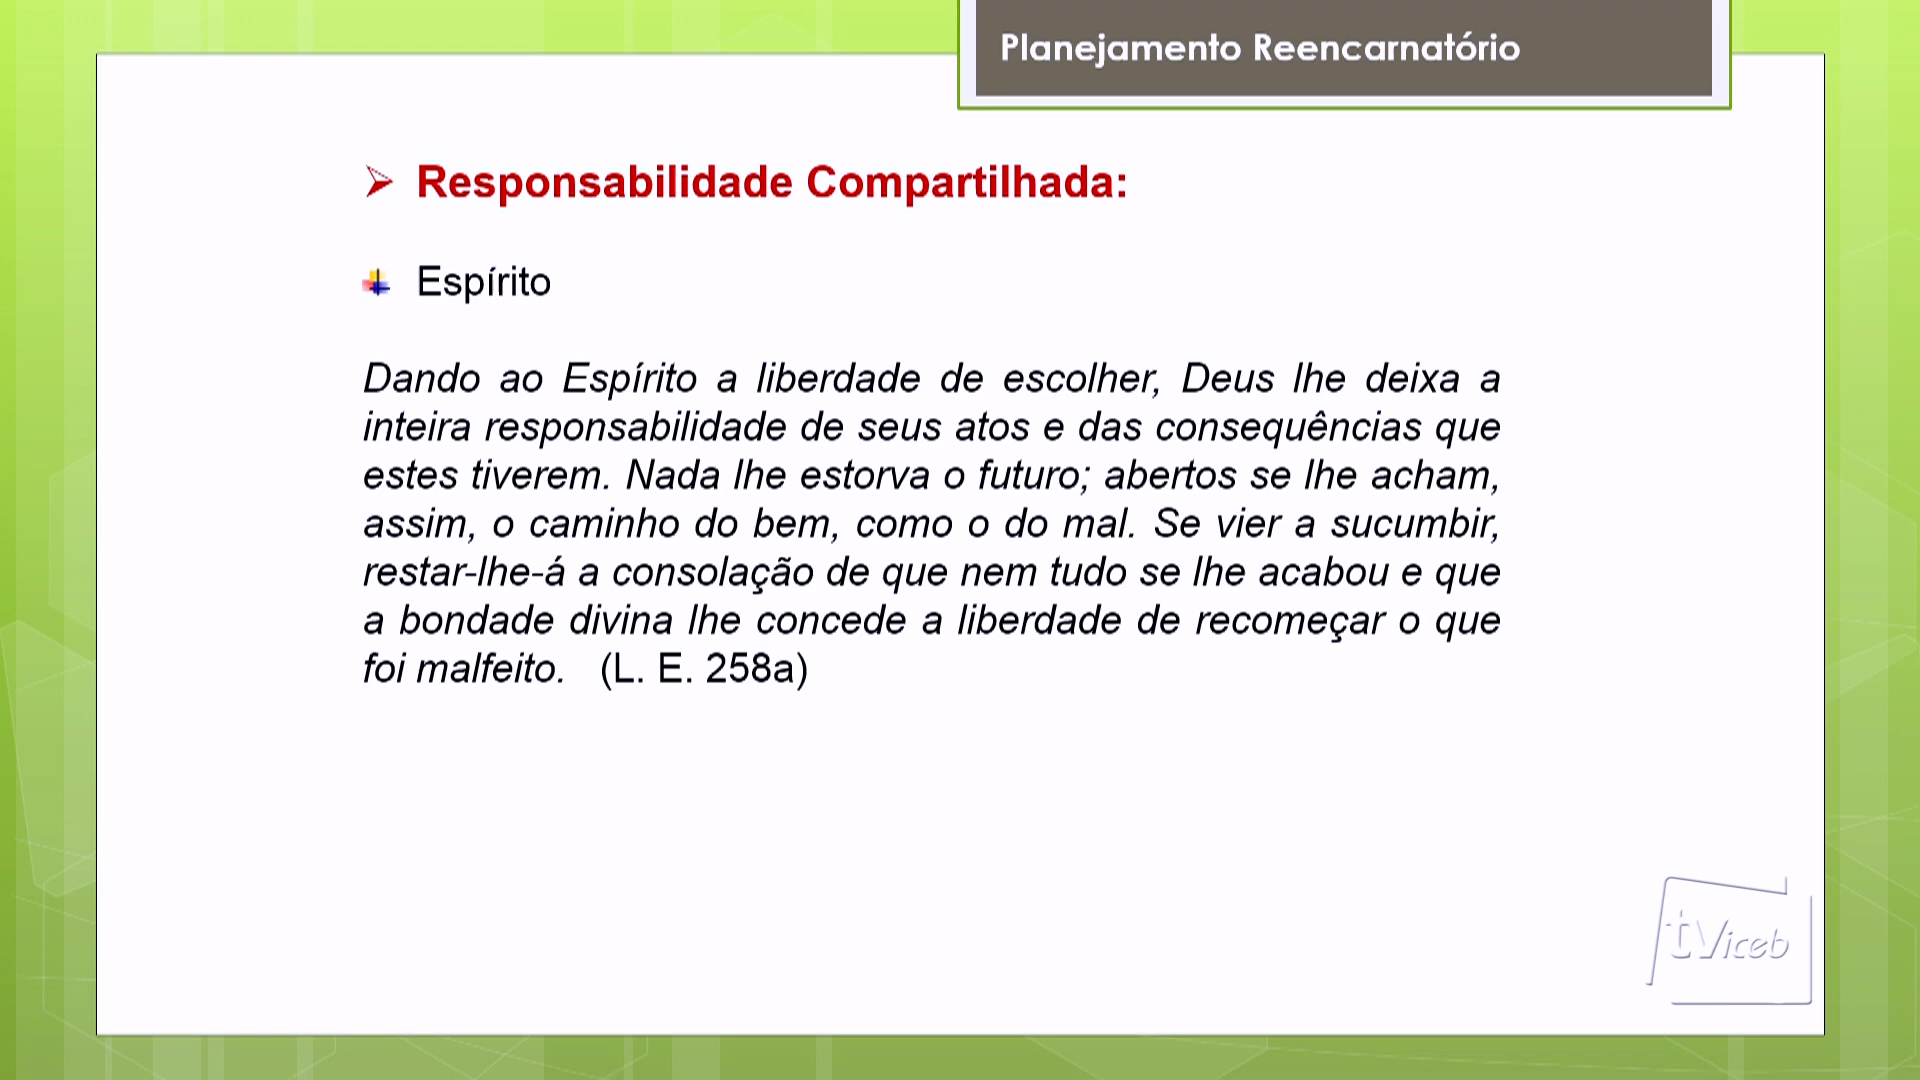 Planejamento Reencarnatório
Responsabilidade Compartilhada:
Espírito
Dando ao Espírito a liberdade de escolher, Deus lhe deixa a
inteira responsabilidade de seus atos e das consequências que
estes tiverem. Nada lhe estorva o futuro; abertos se lhe acham,
assim, o caminho do bem, como o do mal. Se vier a sucumbir,
restar-lhe-á a consolação de que nem tudo se lhe acabou e que
a bondade divina lhe concede a liberdade de recomeçar o que
foi malfeito. (L. E. 258a)
tViceb